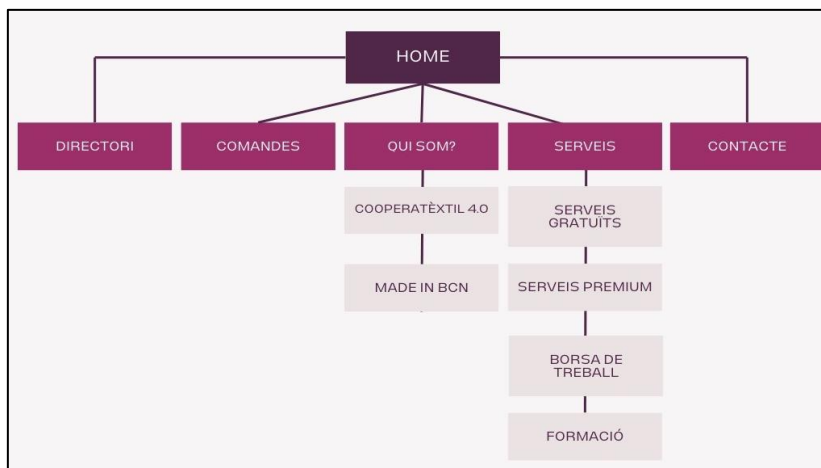 HOME
DIRECTORI
COMANDES
QUI SOM?
SERVEIS
CONTACTE
COOPERATÈXTIL 4.0
MADE IN BCN
SERVEIS
GRATUÏTS
SERVEIS PREMIUM
BORSA DE
TREBALL
FORMACIÓ